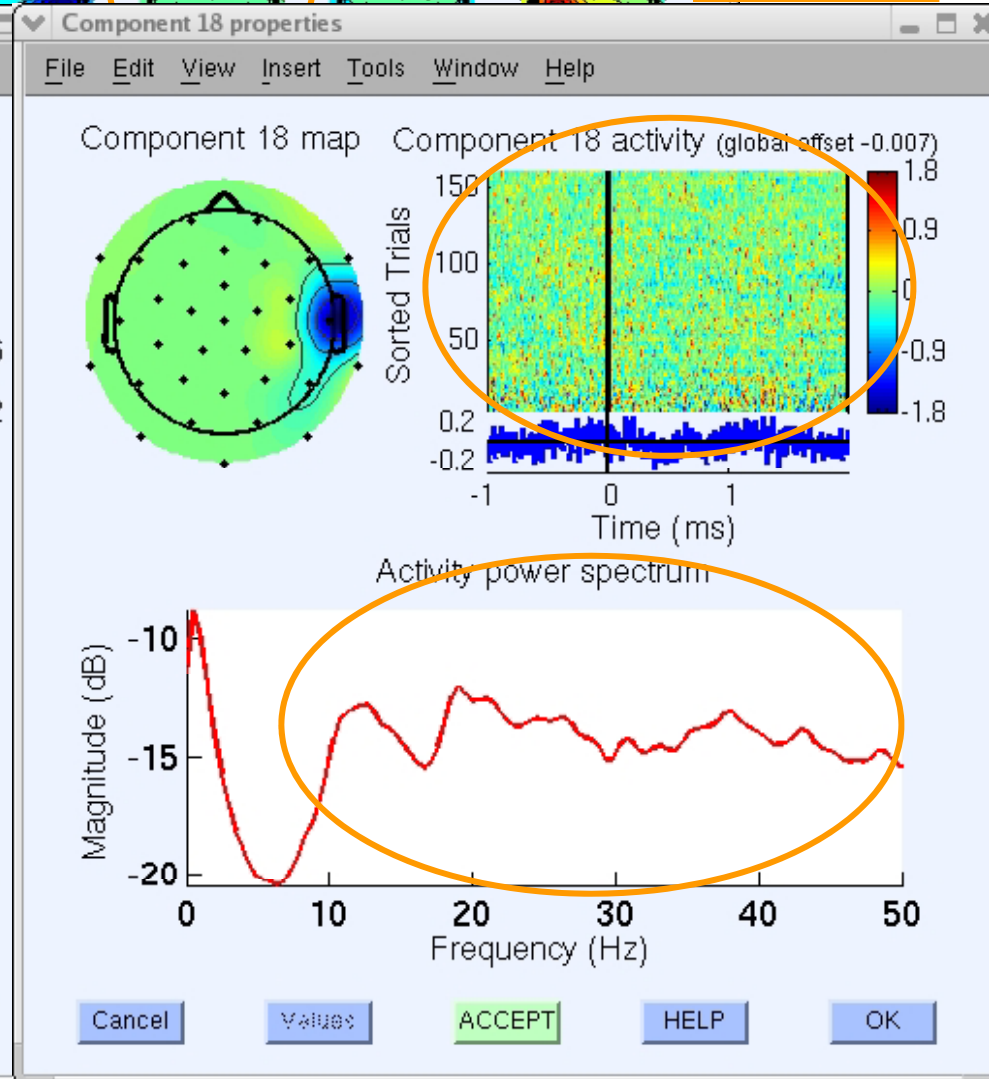 Component 18 properties
File Edit View Insert Tools Window Help
Component 18 map
Component 18 activity (global offset -0.007)
Sorted Trials
150
100
50
0.2
-0.2
1.8
0.9
0
-0.9
-1.8
-1 0 1
Time (ms)
Activity power spectrum
Magnitude (dB)
-10
-15
-20
0 10 20 30 40 50
Frequency (Hz)
Cancel Values ACCEPT HELP OK